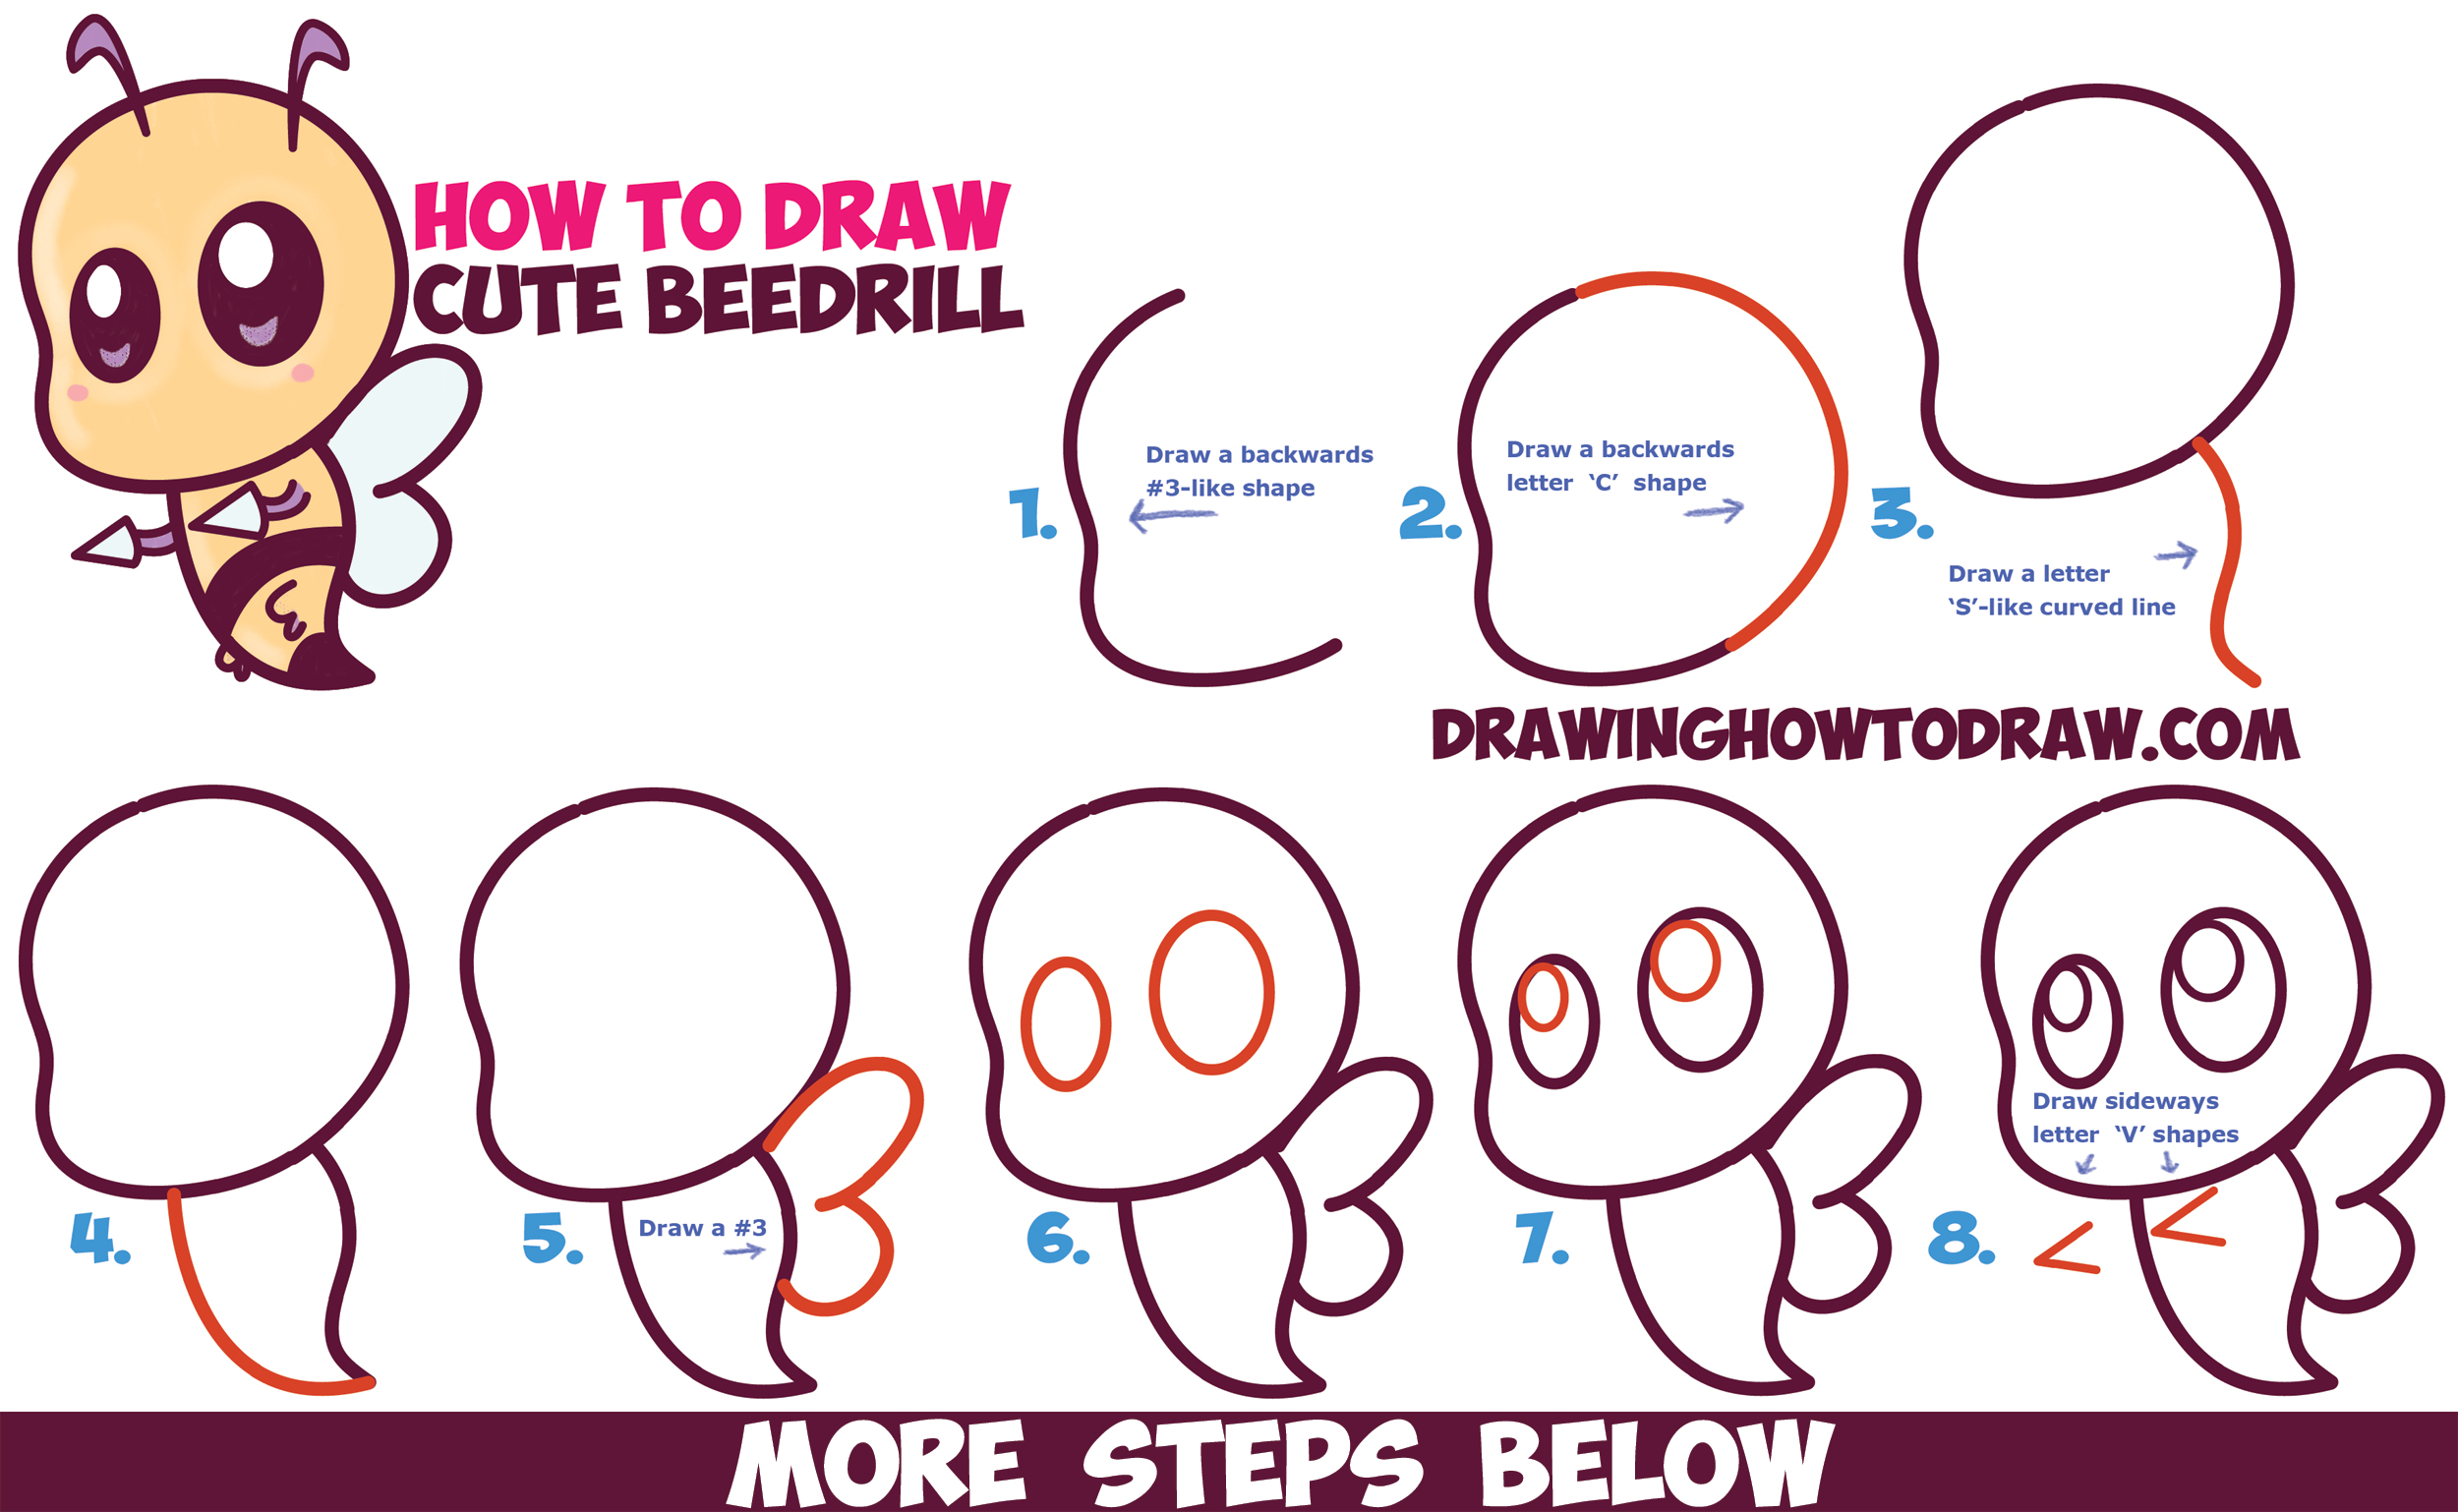 HOW TO DRAW
CUTE BEEDRILL
1.
Draw a backwards
#3-like shape
2.
Draw a backwards
letter ‘C’ shape
3.
Draw a letter
‘S’-like curved line
DRAWINGHOWTODRAW.COM
4.
5.
Draw a #3
6.
7.
8.
Draw sideways
letter ‘V’ shapes
MORE STEPS BELOW